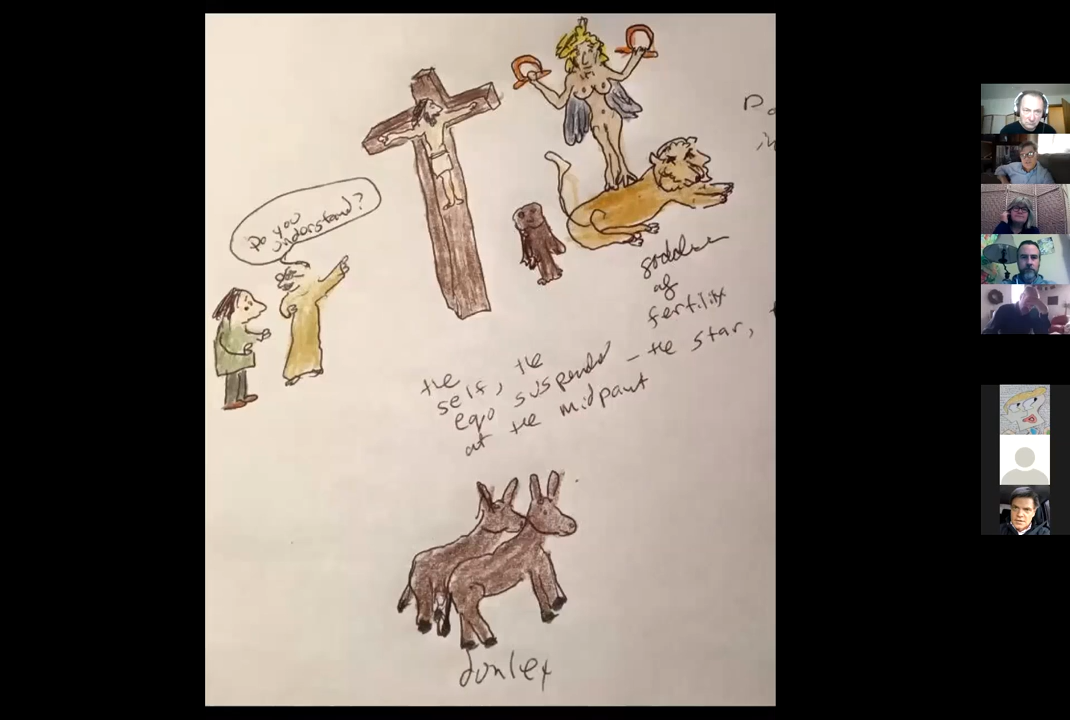 Do you
understand?
goddess
of
fertility
the
self, the
ego suspended – the star,
at the midpoint
donkey